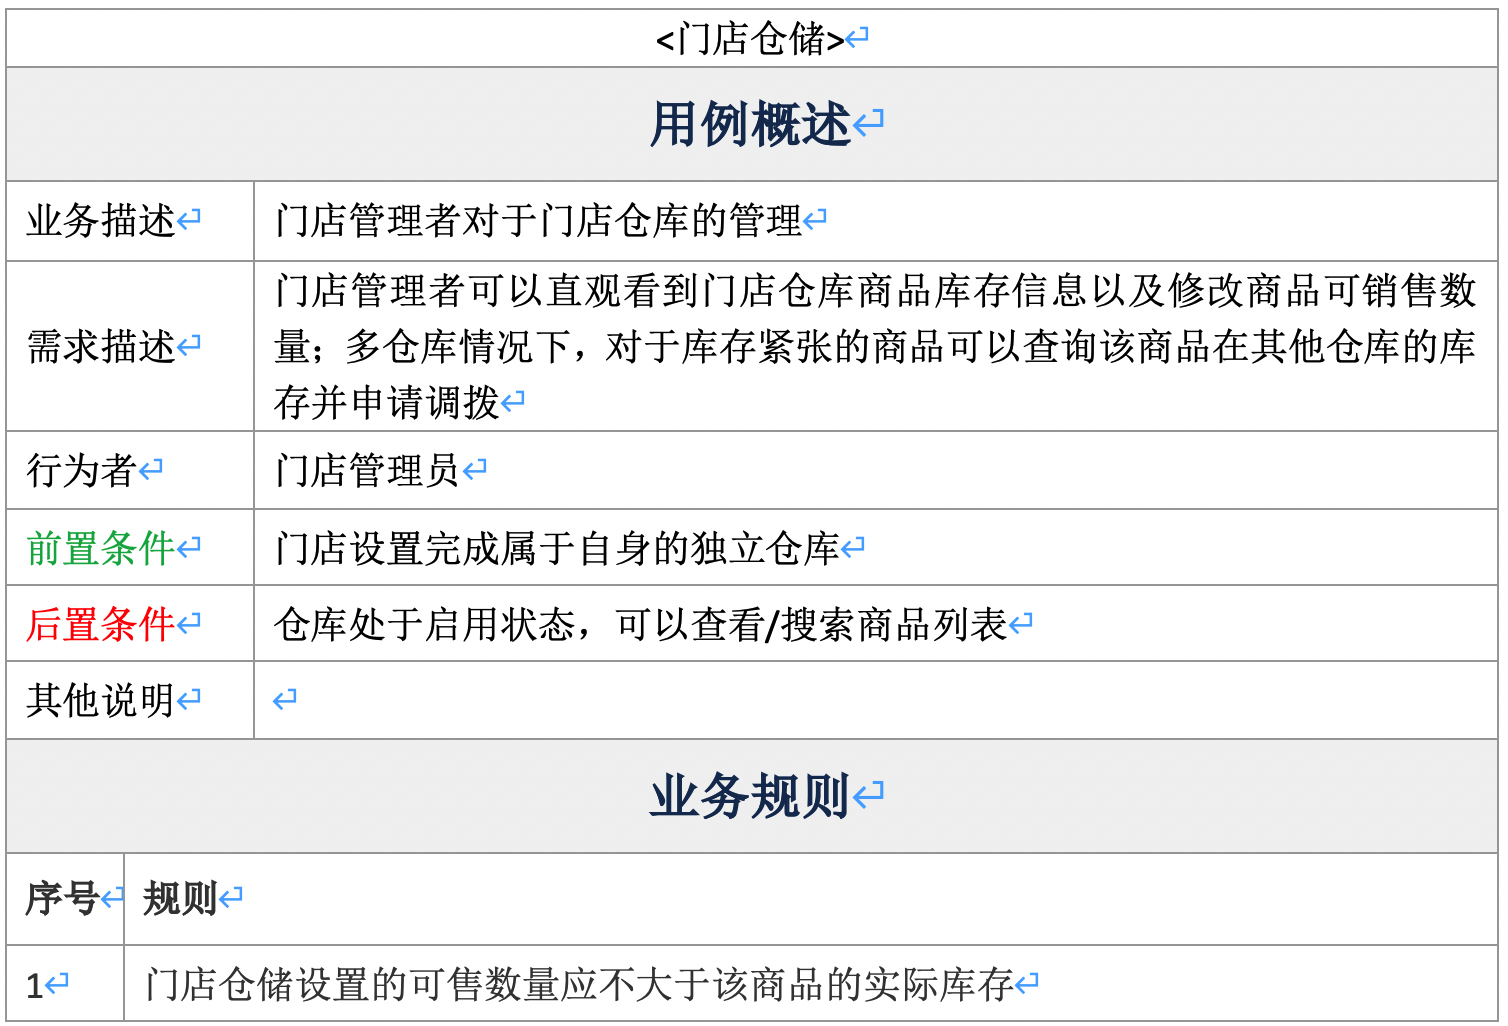 <门店仓储>
用例概述
业务描述
门店管理者对于门店仓库的管理
需求描述
门店管理者可以直观看到门店仓库商品库存信息以及修改商品可销售数
量；多仓库情况下，对于库存紧张的商品可以查询该商品在其他仓库的库
存并申请调拨
行为者
门店管理员
前置条件
门店设置完成属于自身的独立仓库
后置条件
仓库处于启用状态，可以查看/搜索商品列表
其他说明
业务规则
序号
规则
1
门店仓储设置的可售数量应不大于该商品的实际库存